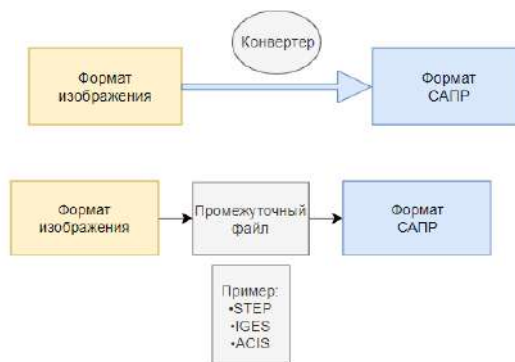 Конвертер
Формат
изображения
Формат
САПР
Формат
изображения
Промежуточный
файл
Формат
САПР
Пример:
•STEP
•IGES
•ACIS